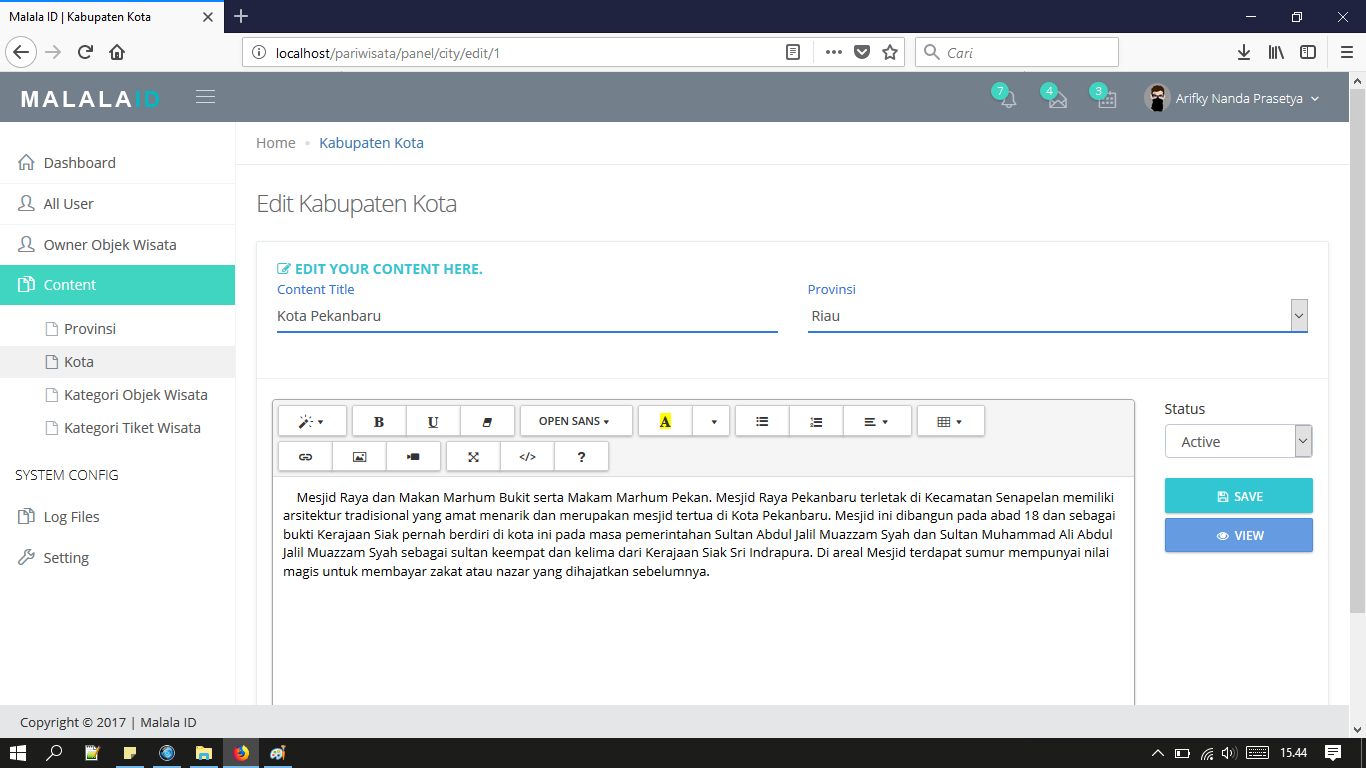 Malala ID | Kabupaten Kota
localhost/pariwisata/panel/city/edit/1
Cari
MALALAID
7
4
3
Arifky Nanda Prasetya
Home
Kabupaten Kota
Dashboard
All User
Owner Objek Wisata
Content
Provinsi
Kota
Kategori Objek Wisata
Kategori Tiket Wisata
SYSTEM CONFIG
Log Files
Setting
Edit Kabupaten Kota
EDIT YOUR CONTENT HERE.
Content Title
Kota Pekanbaru
Provinsi
Riau
B U OPEN SANS A
</> ?
Mesjid Raya dan Makan Marhum Bukit serta Makam Marhum Pekan. Mesjid Raya Pekanbaru terletak di Kecamatan Senapelan memiliki
arsitektur tradisional yang amat menarik dan merupakan mesjid tertua di Kota Pekanbaru. Mesjid ini dibangun pada abad 18 dan sebagai
bukti Kerajaan Siak pernah berdiri di kota ini pada masa pemerintahan Sultan Abdul Jalil Muazzam Syah dan Sultan Muhammad Ali Abdul
Jalil Muazzam Syah sebagai sultan keempat dan kelima dari Kerajaan Siak Sri Indrapura. Di areal Mesjid terdapat sumur mempunyai nilai
magis untuk membayar zakat atau nazar yang dihajatkan sebelumnya.
Status
Active
SAVE
VIEW
Copyright © 2017 | Malala ID
15.44